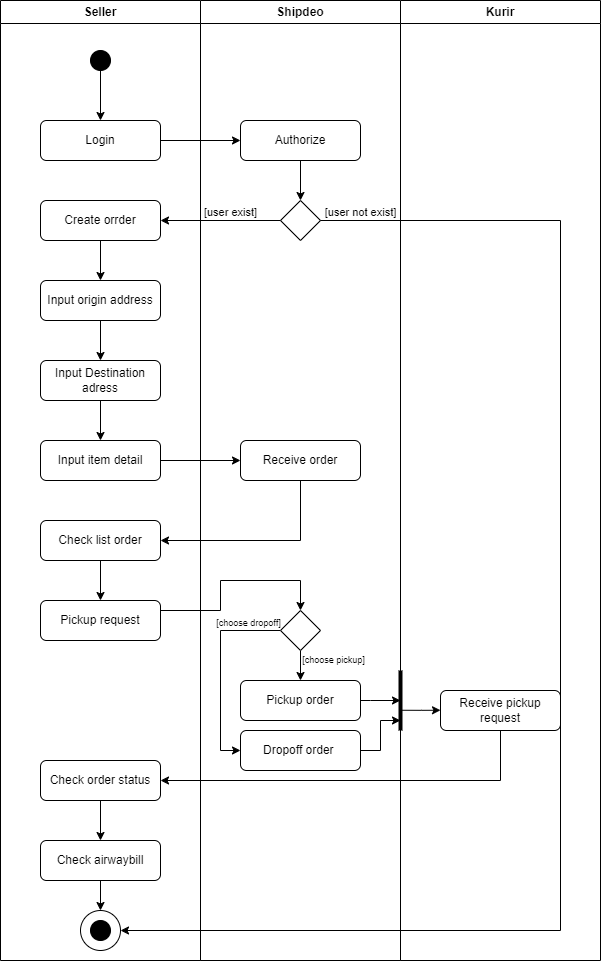 Seller
Shipdeo
Kurir
Login
Authorize
[user exist]
[user not exist]
Create orrder
Input origin address
Input Destination
adress
Input item detail
Receive order
Check list order
Pickup request
[choose dropoff]
[choose pickup]
Pickup order
Receive pickup
request
Dropoff order
Check order status
Check airwaybill